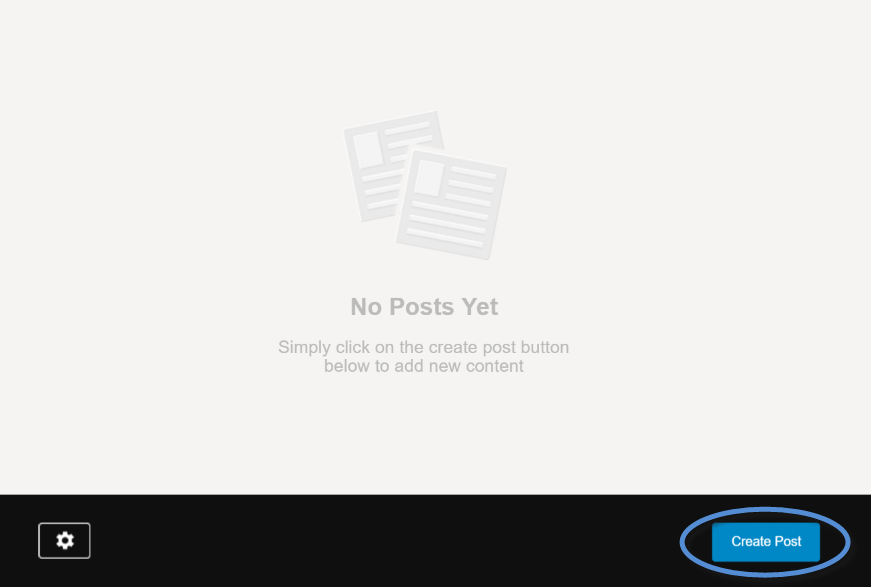 No Posts Yet
Simply click on the create post button
below to add new content
Create Post